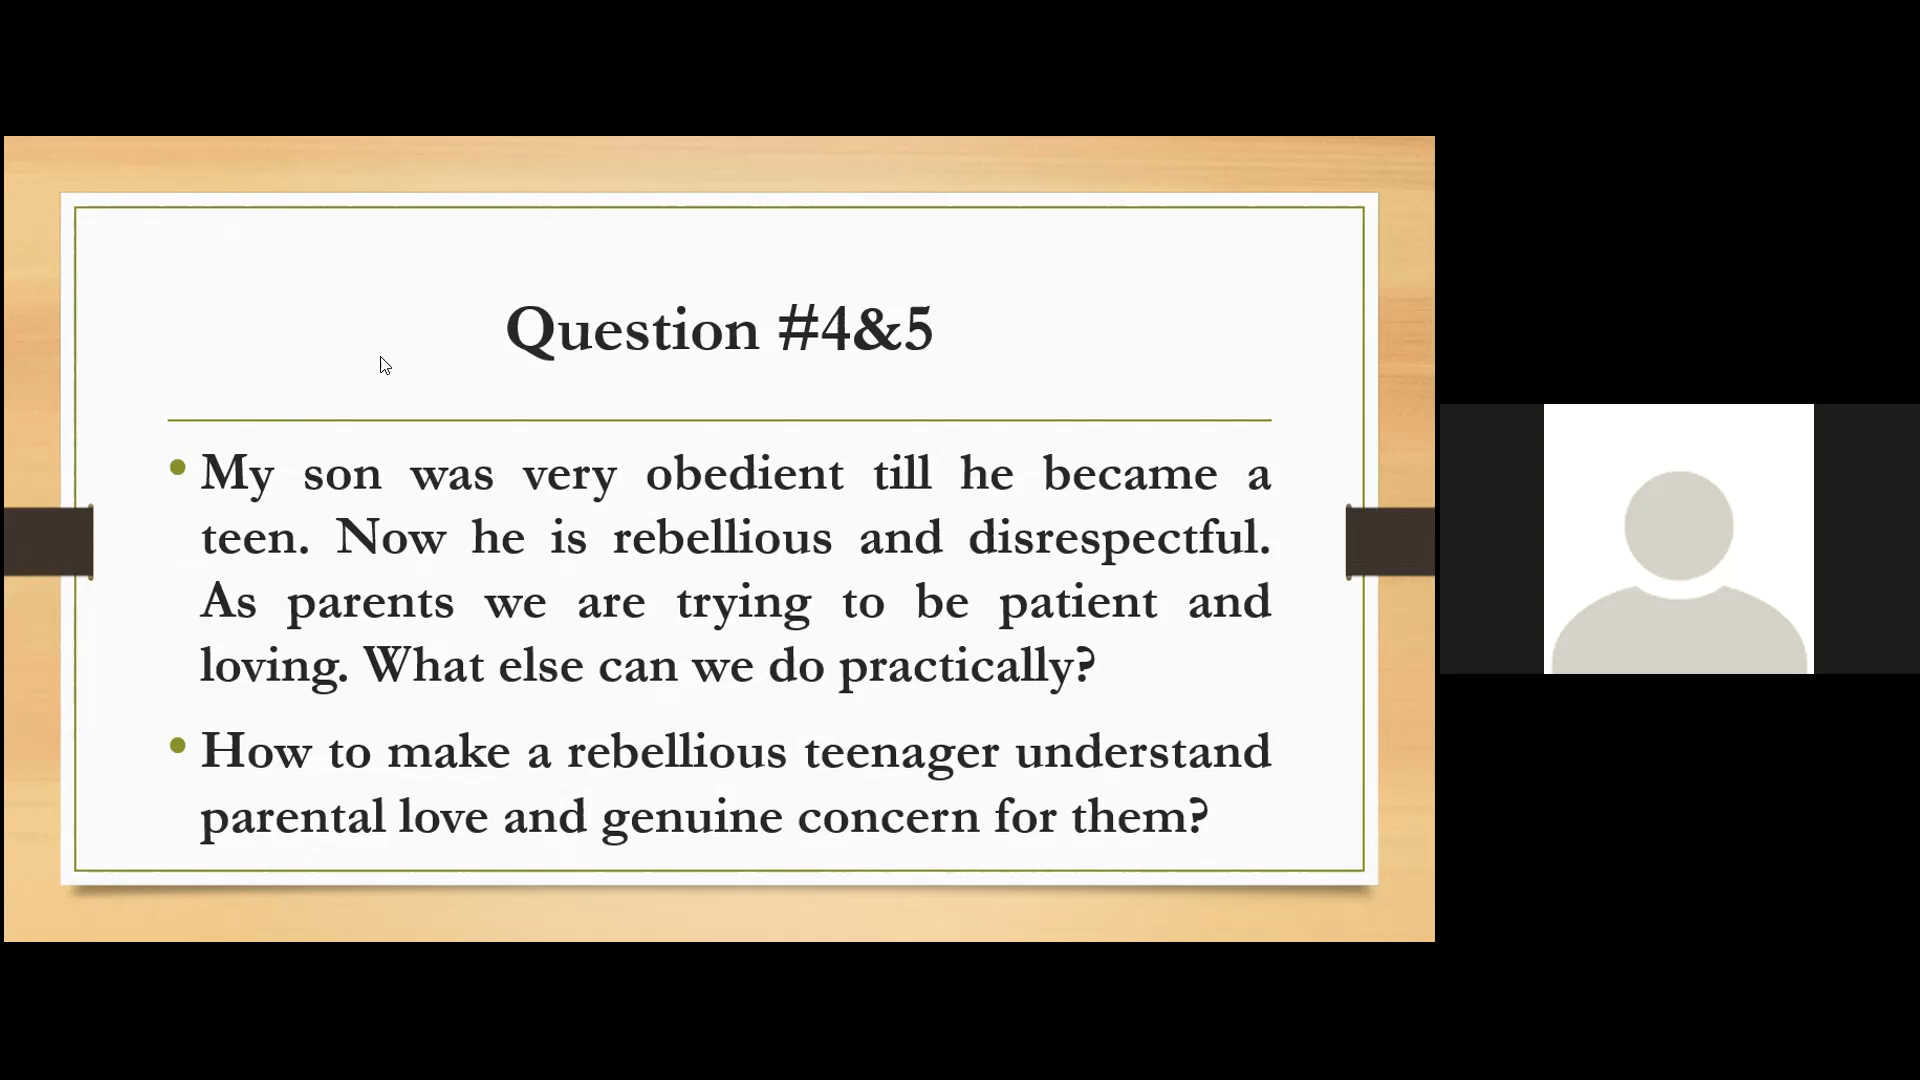 Question #4&5
• My son was very obedient till he became a
teen. Now he is rebellious and disrespectful.
As parents we are trying to be patient and
loving. What else can we do practically?
• How to make a rebellious teenager understand
parental love and genuine concern for them?